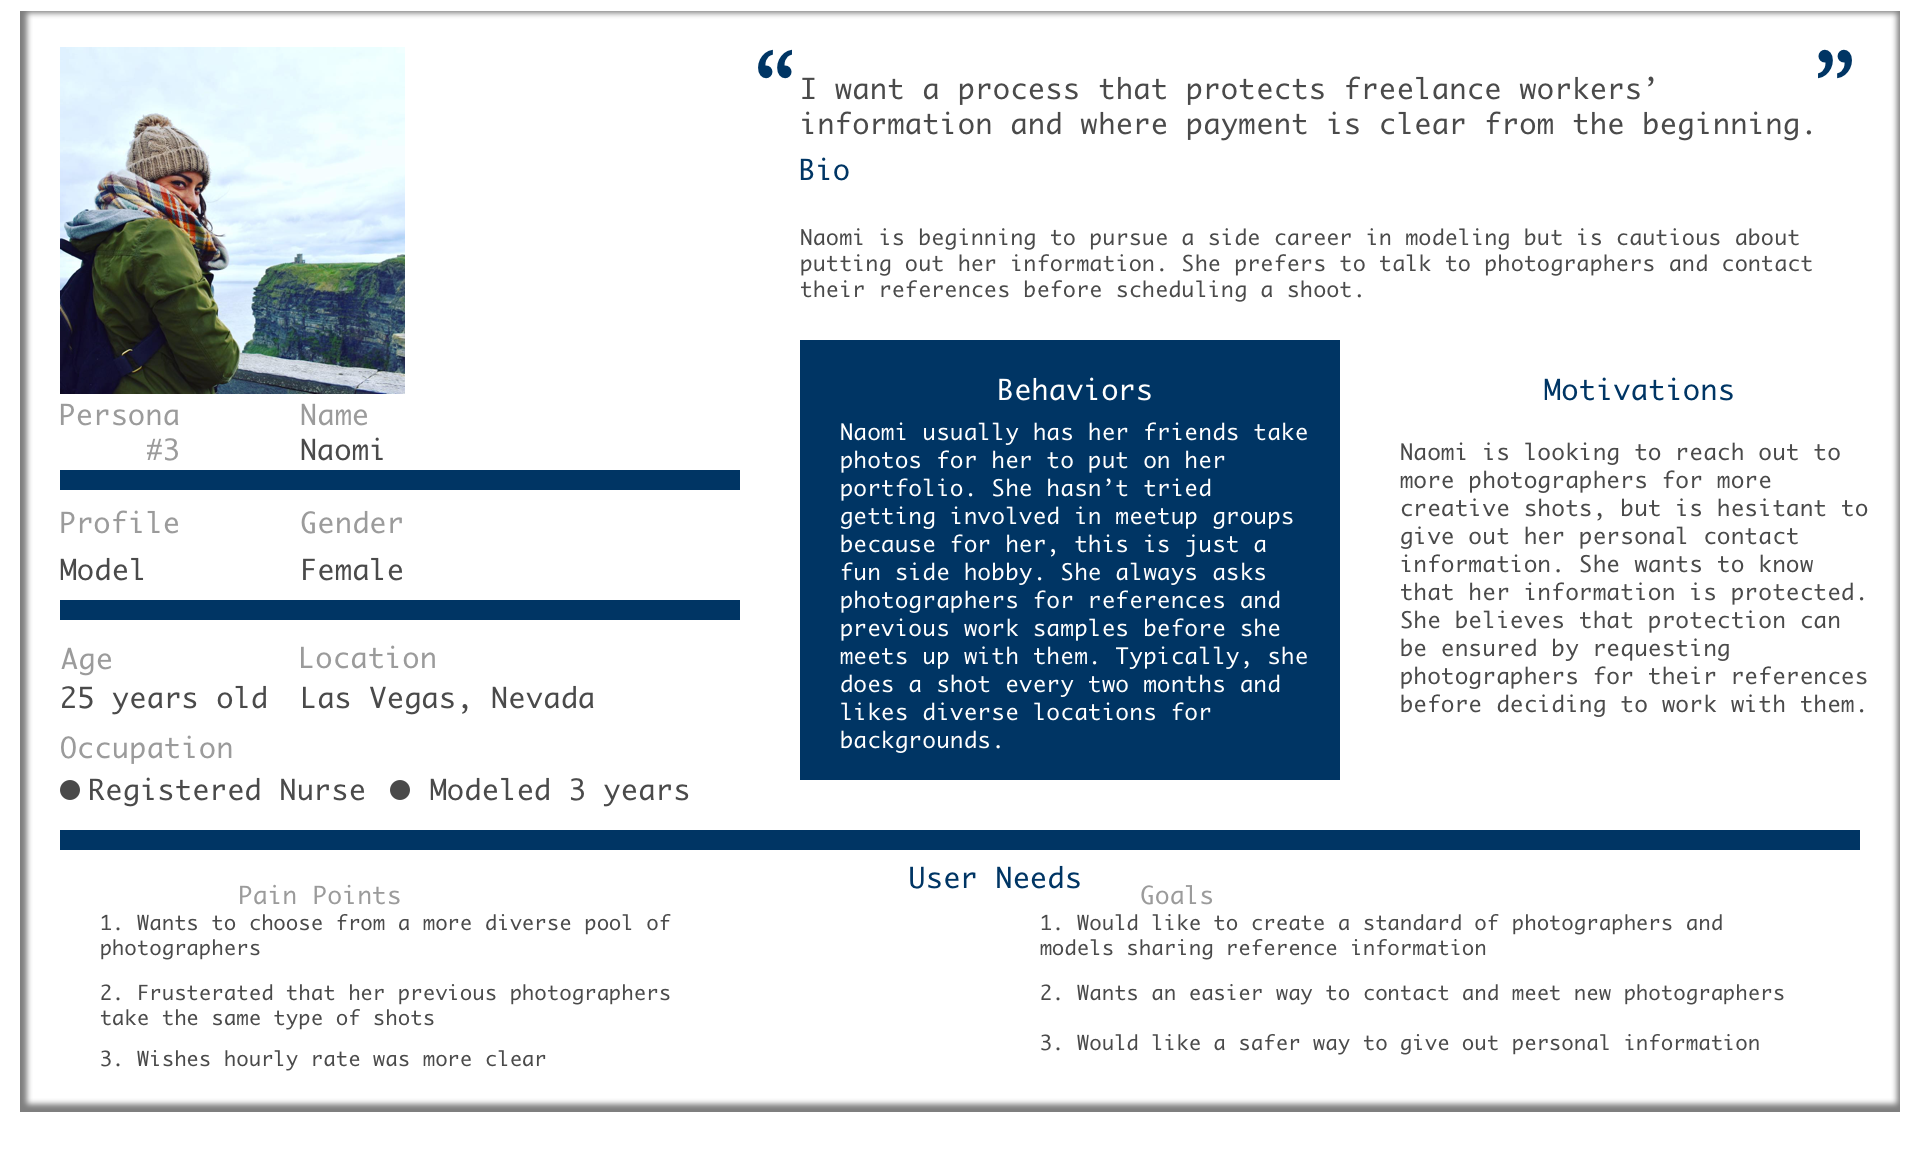 “ I want a process that protects freelance workers’ ”
information and where payment is clear from the beginning.
Bio
Naomi is beginning to pursue a side career in modeling but is cautious about
putting out her information. She prefers to talk to photographers and contact
their references before scheduling a shoot.
Persona
#3
Name
Naomi
Profile
Model
Gender
Female
Age
25 years old
Location
Las Vegas, Nevada
Occupation
● Registered Nurse ● Modeled 3 years
Behaviors
Naomi usually has her friends take
photos for her to put on her
portfolio. She hasn’t tried
getting involved in meetup groups
because for her, this is just a
fun side hobby. She always asks
photographers for references and
previous work samples before she
meets up with them. Typically, she
does a shot every two months and
likes diverse locations for
backgrounds.
Motivations
Naomi is looking to reach out to
more photographers for more
creative shots, but is hesitant to
give out her personal contact
information. She wants to know
that her information is protected.
She believes that protection can
be ensured by requesting
photographers for their references
before deciding to work with them.
User Needs
Pain Points
1. Wants to choose from a more diverse pool of
photographers
2. Frusterated that her previous photographers
take the same type of shots
3. Wishes hourly rate was more clear
Goals
1. Would like to create a standard of photographers and
models sharing reference information
2. Wants an easier way to contact and meet new photographers
3. Would like a safer way to give out personal information